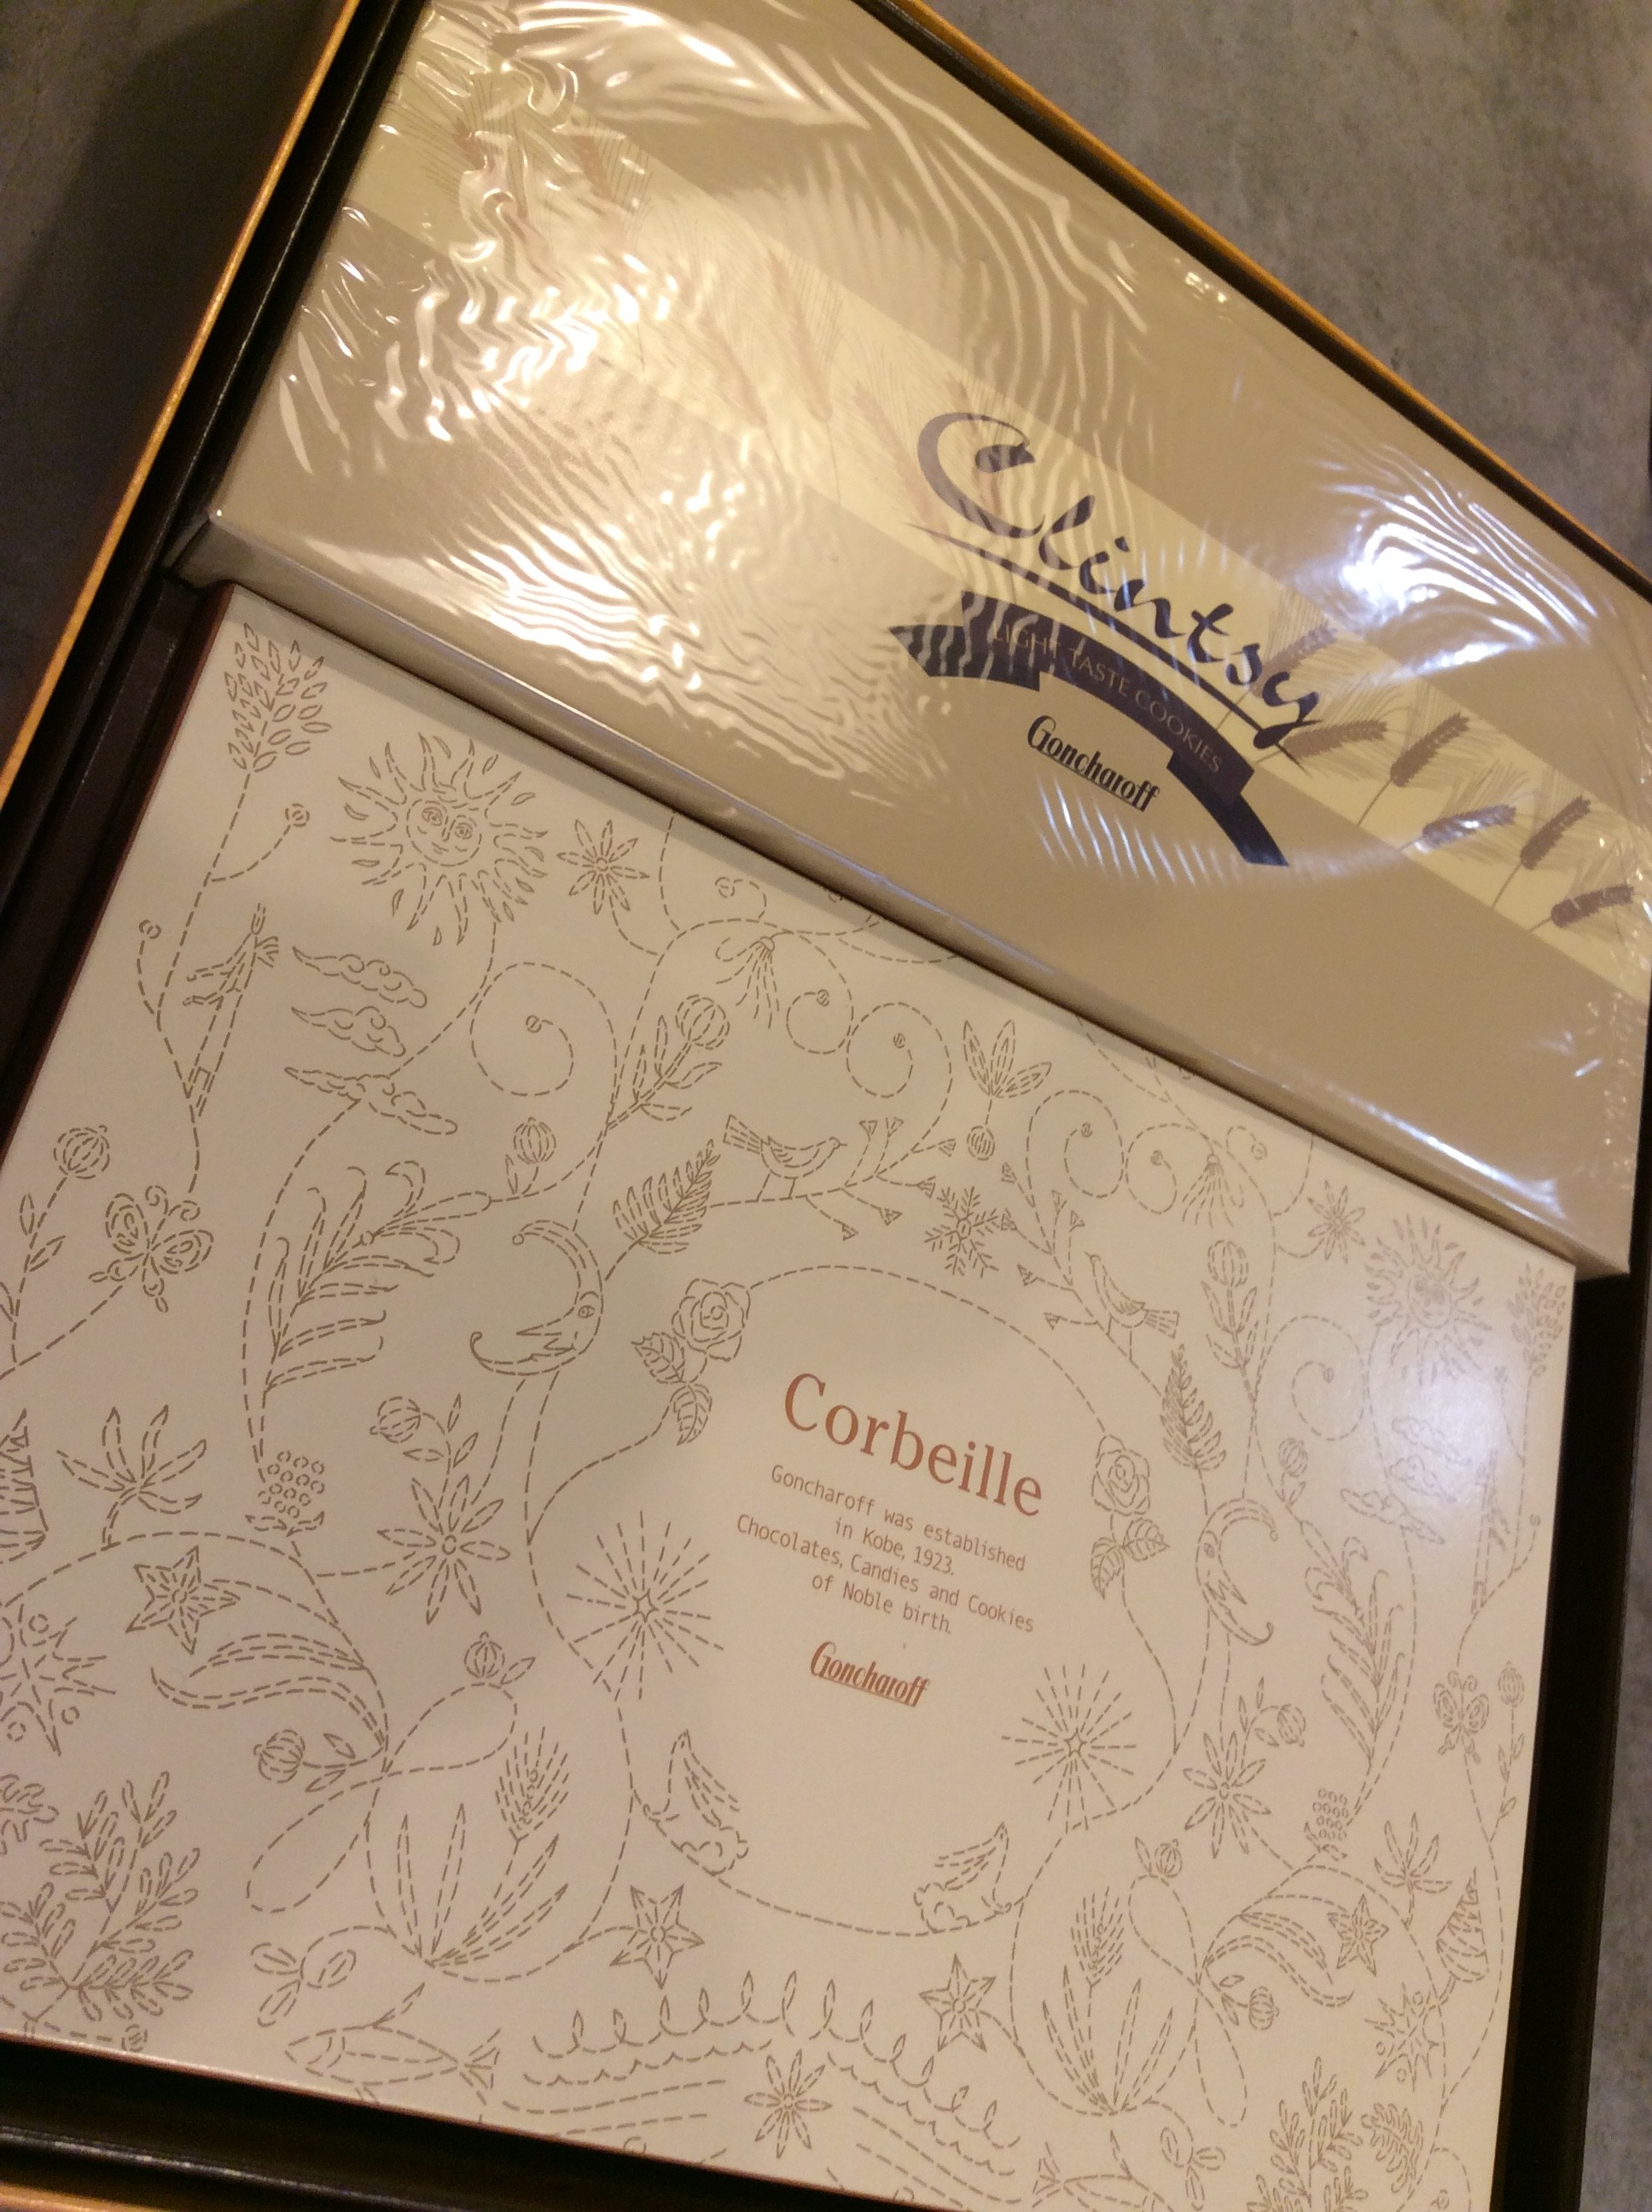 Clintsy
LIGHT TASTE COOKIES
Goncharoff
Corbeille
Goncharoff was established
in Kobe, 1923.
Chocolates, Candies and Cookies
of Noble birth.
Goncharoff